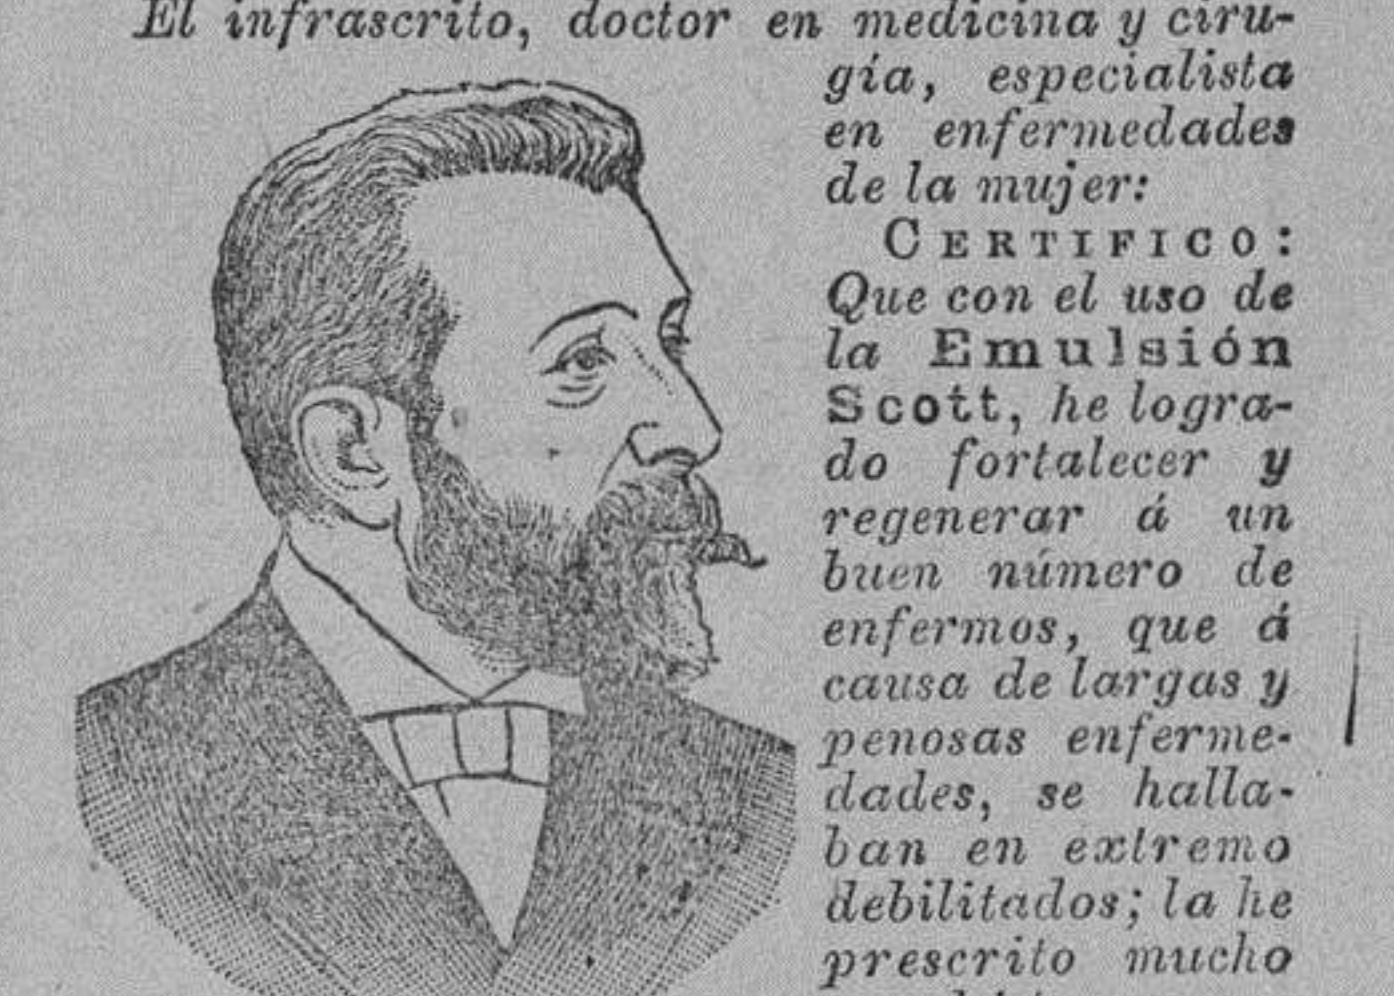 El infrascrito, doctor en medicina y ciru-
gía, especialista
en enfermedades
de la mujer:
CERTIFICO:
Que con el uso de
la Emulsión
Scott, he logra-
do fortalecer y
regenerar á un
buen número de
enfermos, que á
causa de largas y
penosas enferme-
dades, se halla-
ban en extremo
debilitados; la he
prescrito mucho